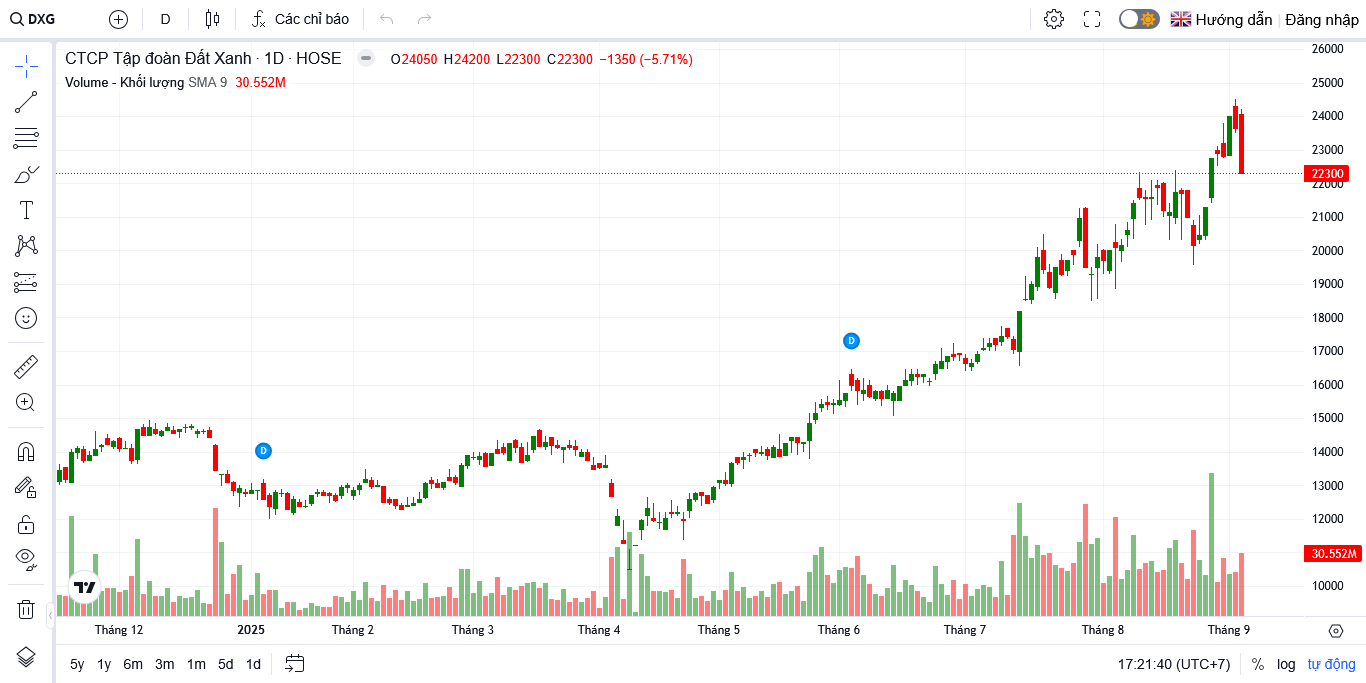 DXG D Các chỉ báo Hướng dẫn Đăng nhập
CTCP Tập đoàn Đất Xanh · 1D · HOSE O24050 H24200 L22300 C22300 −1350 (−5.71%)
Volume - Khối lượng SMA 9 30.552M
26000
25000
24000
23000
22300
22000
21000
20000
19000
18000
17000
D
16000
15000
D
14000
13000
12000
30.552M
10000
Tháng 12 2025 Tháng 2 Tháng 3 Tháng 4 Tháng 5 Tháng 6 Tháng 7 Tháng 8 Tháng 9
5y 1y 6m 3m 1m 5d 1d 17:21:40 (UTC+7) % log tự động